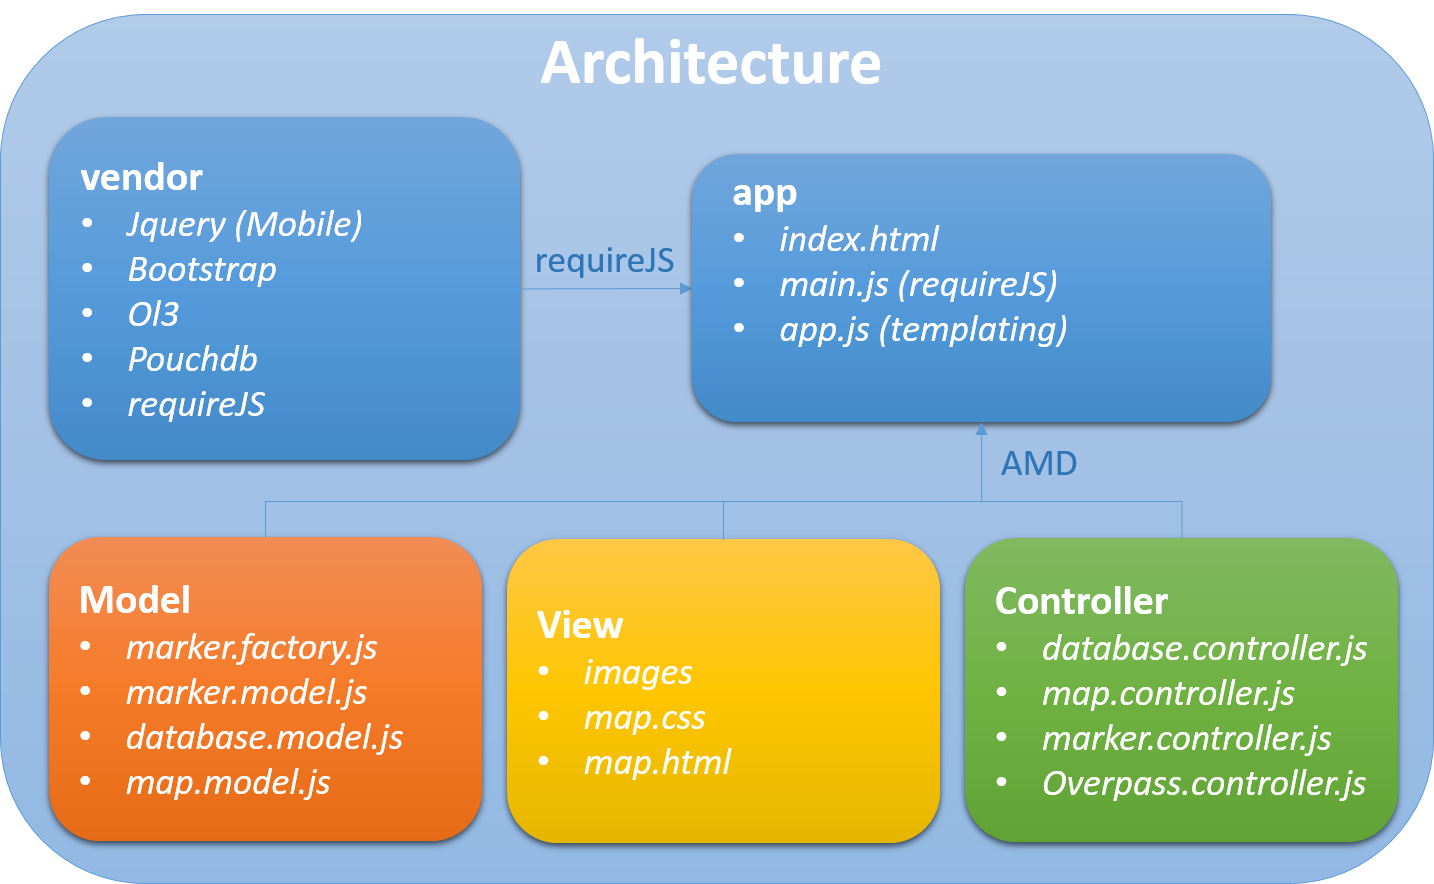 Architecture
vendor
• Jquery (Mobile)
• Bootstrap
• Ol3
• Pouchdb
• requireJS
requireJS
app
• index.html
• main.js (requireJS)
• app.js (templating)
AMD
Model
• marker.factory.js
• marker.model.js
• database.model.js
• map.model.js
View
• images
• map.css
• map.html
Controller
• database.controller.js
• map.controller.js
• marker.controller.js
• Overpass.controller.js